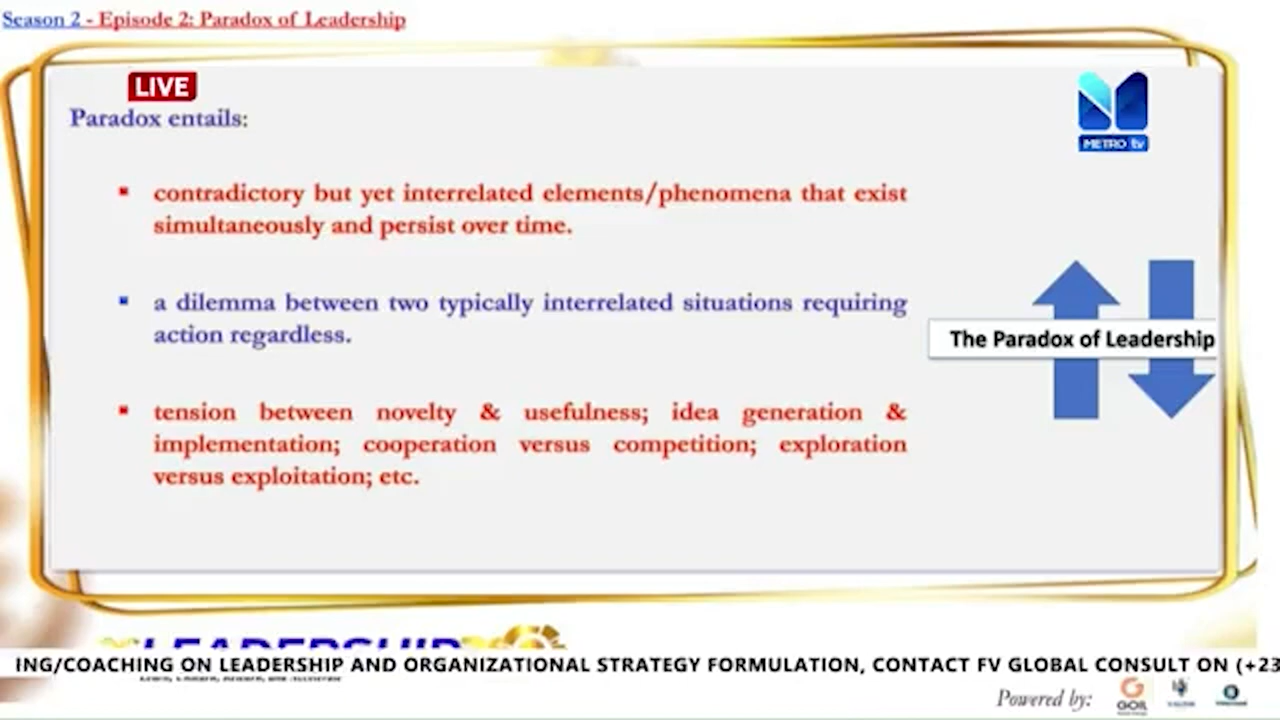 Season 2 - Episode 2: Paradox of Leadership
LIVE
METRO tv
Paradox entails:
▪ contradictory but yet interrelated elements/phenomena that exist
simultaneously and persist over time.
▪ a dilemma between two typically interrelated situations requiring
action regardless.
▪ tension between novelty & usefulness; idea generation &
implementation; cooperation versus competition; exploration
versus exploitation; etc.
The Paradox of Leadership
LEADERSHIP
ING/COACHING ON LEADERSHIP AND ORGANIZATIONAL STRATEGY FORMULATION, CONTACT FV GLOBAL CONSULT ON (+23
Powered by:
GOIL